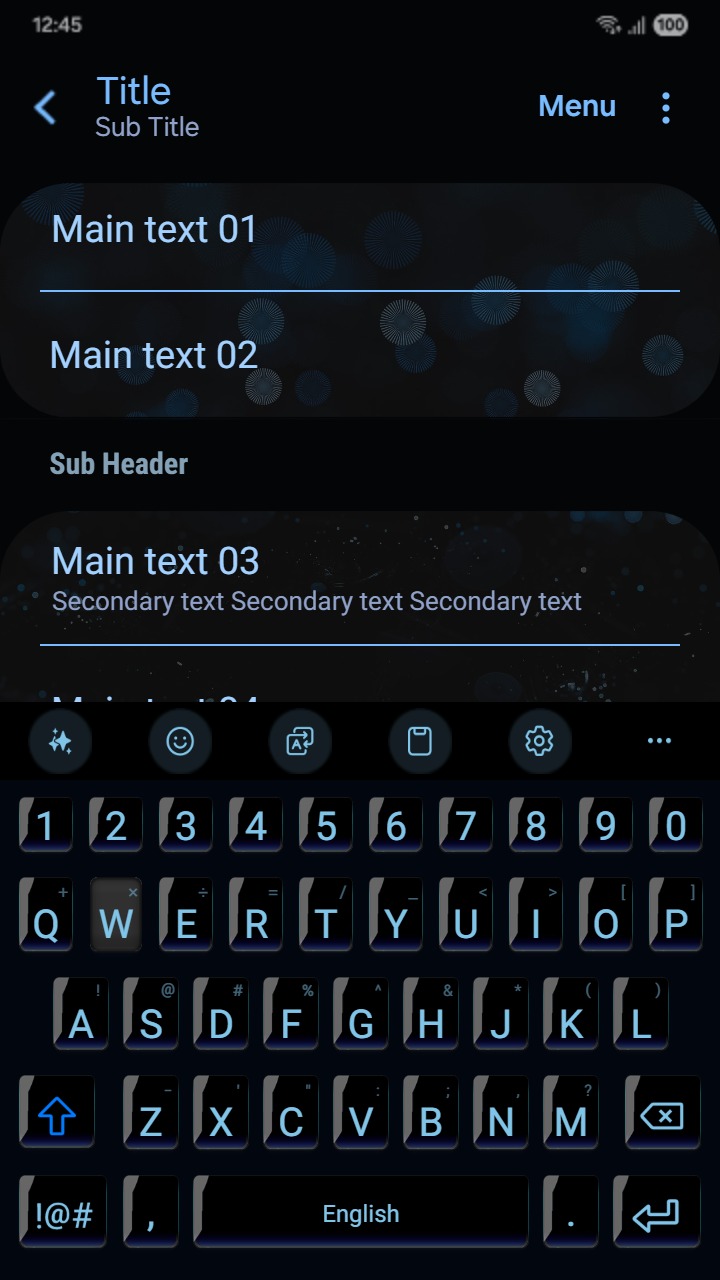 12:45
100
Title
Sub Title
Menu
Main text 01
Main text 02
Sub Header
Main text 03
Secondary text Secondary text Secondary text
1 2 3 4 5 6 7 8 9 0
+ × ÷ = / _ < > [ ]
Q W E R T Y U I O P
! @ # % ^ & * ( )
A S D F G H J K L
- ' " : ; , ?
Z X C V B N M
!@# , English .